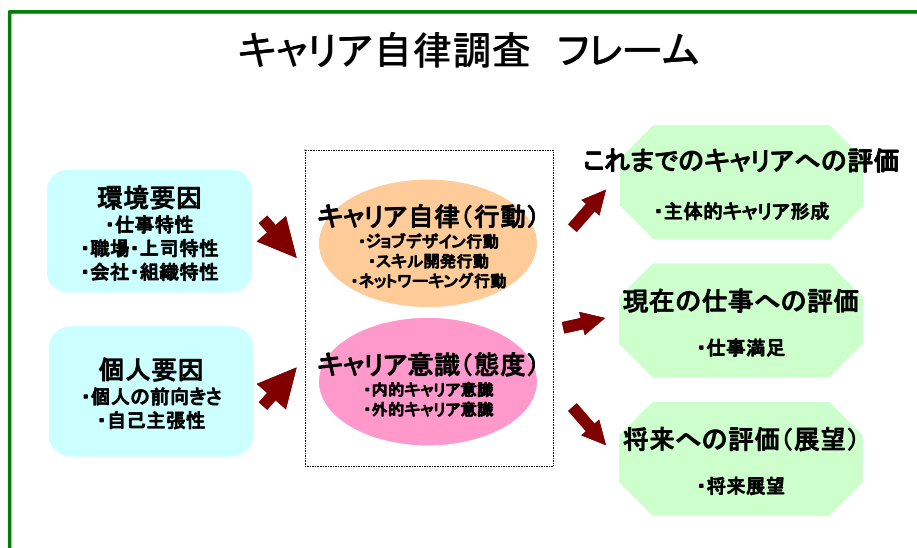 キャリア自律調査　フレーム
環境要因
・仕事特性
・職場・上司特性
・会社・組織特性
個人要因
・個人の前向きさ
・自己主張性
キャリア自律（行動）
・ジョブデザイン行動
・スキル開発行動
・ネットワーキング行動
キャリア意識（態度）
・内的キャリア意識
・外的キャリア意識
これまでのキャリアへの評価
・主体的キャリア形成
現在の仕事への評価
・仕事満足
将来への評価（展望）
・将来展望